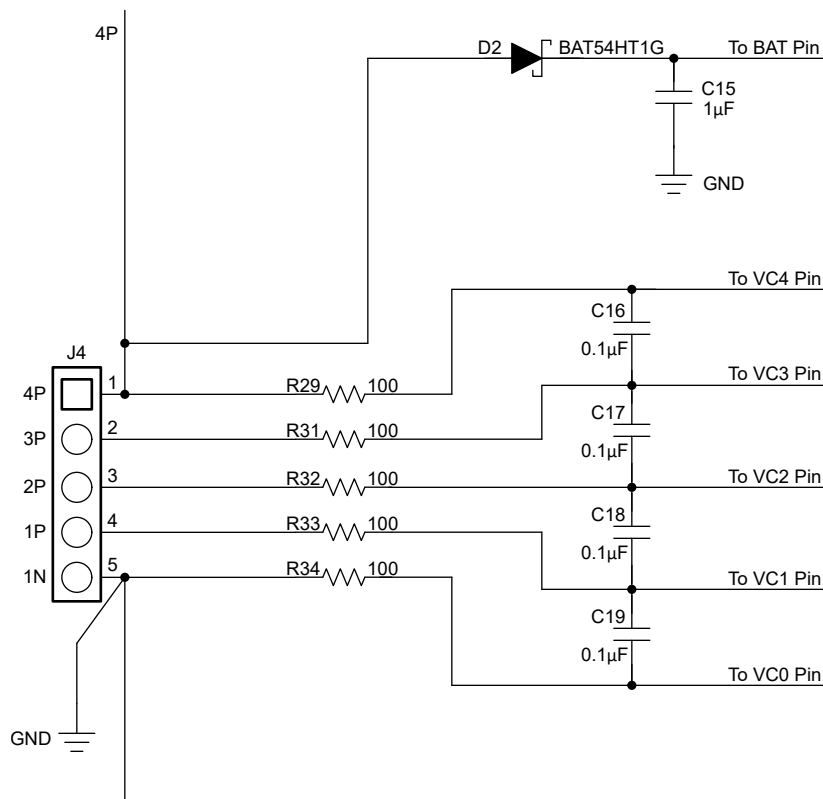 4P
D2 BAT54HT1G To BAT Pin
C15
1µF
GND
To VC4 Pin
C16
0.1µF
J4
4P 1 R29 100 To VC3 Pin
3P 2 R31 100
C17
0.1µF
2P 3 R32 100 To VC2 Pin
1P 4 R33 100
C18
0.1µF
1N 5 R34 100 To VC1 Pin
C19
0.1µF
To VC0 Pin
GND